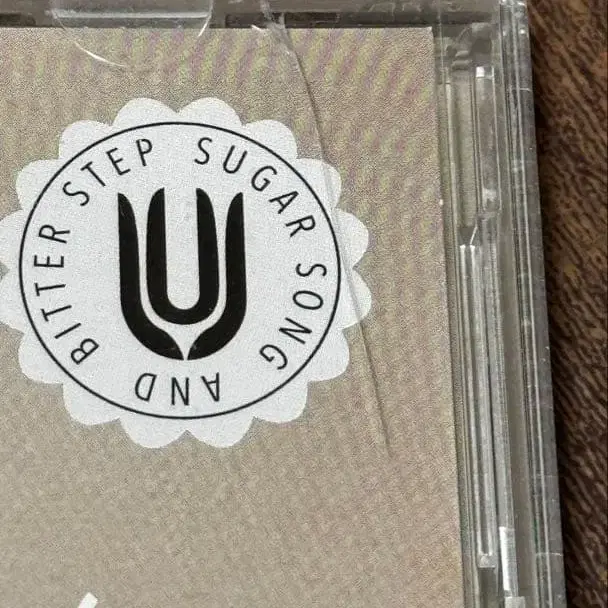 SUGAR SONG AND BITTER STEP
U